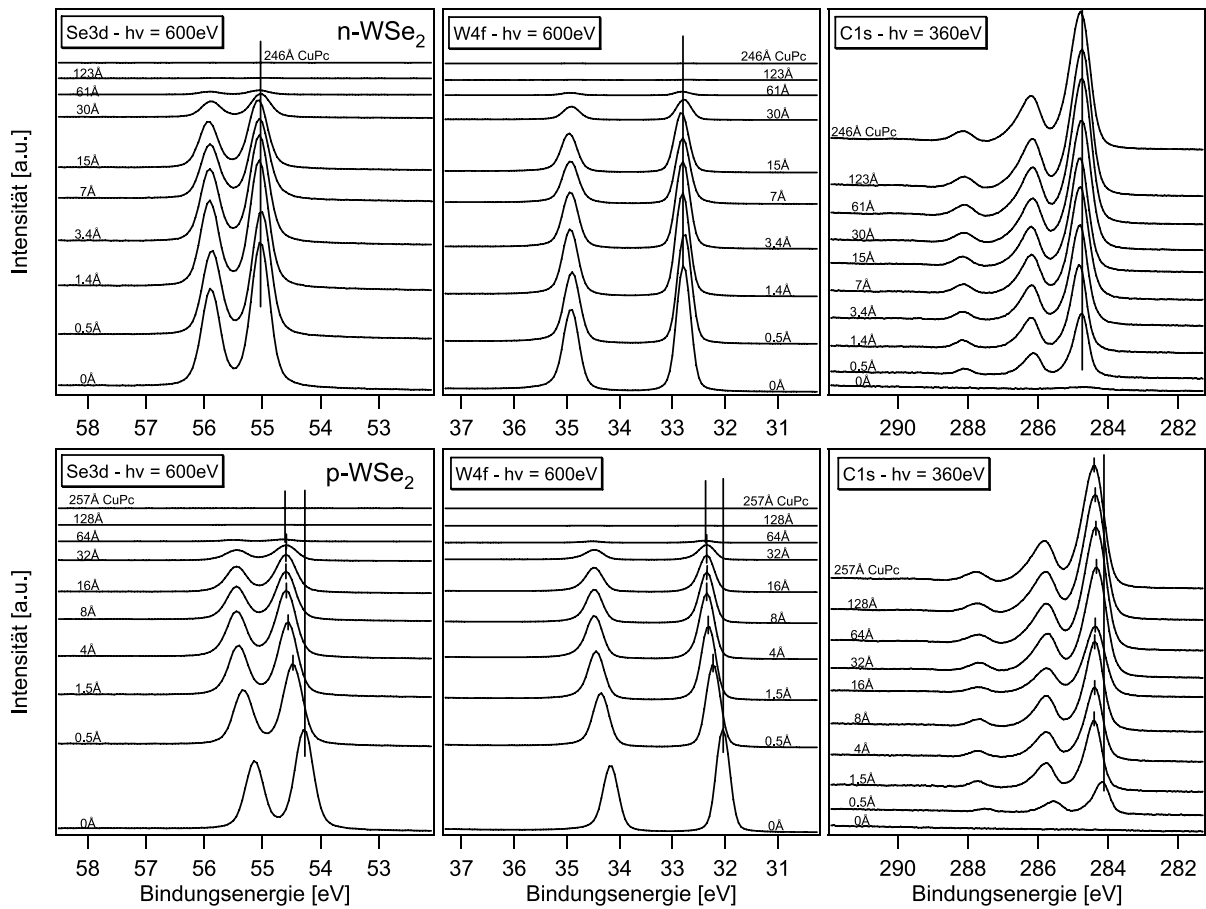 Se3d - hν = 600eV
n-WSe₂
246Å CuPc
123Å
61Å
30Å
15Å
7Å
3.4Å
1.4Å
0.5Å
0Å
W4f - hν = 600eV
246Å CuPc
123Å
61Å
30Å
15Å
7Å
3.4Å
1.4Å
0.5Å
0Å
C1s - hν = 360eV
246Å CuPc
123Å
61Å
30Å
15Å
7Å
3.4Å
1.4Å
0.5Å
0Å
Intensität [a.u.]
58 57 56 55 54 53
37 36 35 34 33 32 31
290 288 286 284 282
Se3d - hν = 600eV
p-WSe₂
257Å CuPc
128Å
64Å
32Å
16Å
8Å
4Å
1.5Å
0.5Å
0Å
W4f - hν = 600eV
257Å CuPc
128Å
64Å
32Å
16Å
8Å
4Å
1.5Å
0.5Å
0Å
C1s - hν = 360eV
257Å CuPc
128Å
64Å
32Å
16Å
8Å
4Å
1.5Å
0.5Å
0Å
Intensität [a.u.]
58 57 56 55 54 53
37 36 35 34 33 32 31
290 288 286 284 282
Bindungsenergie [eV]
Bindungsenergie [eV]
Bindungsenergie [eV]